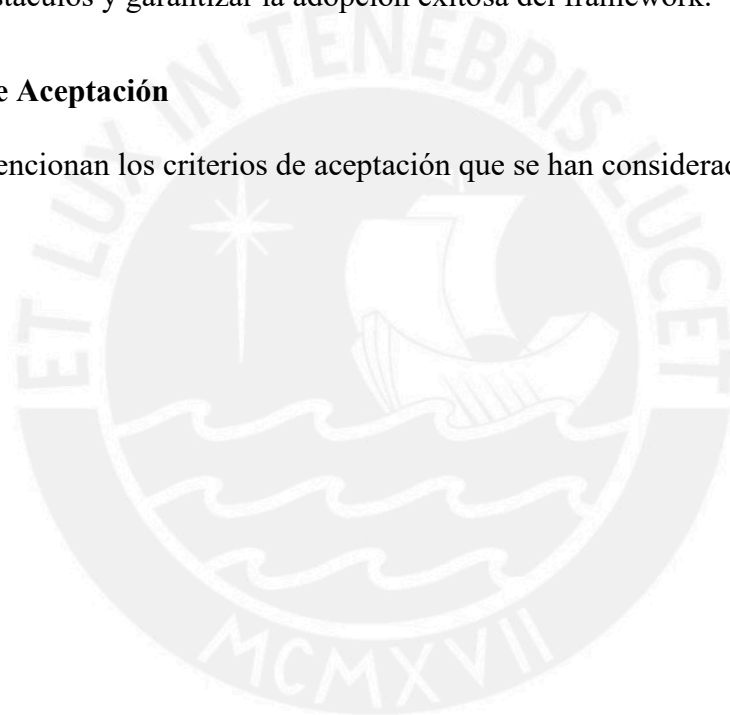 stáculos y garantizar la adopción exitosa del framework.
e Aceptación
encionan los criterios de aceptación que se han considerad
ET LUX IN TENEBRIS LUCET
MCMXVII